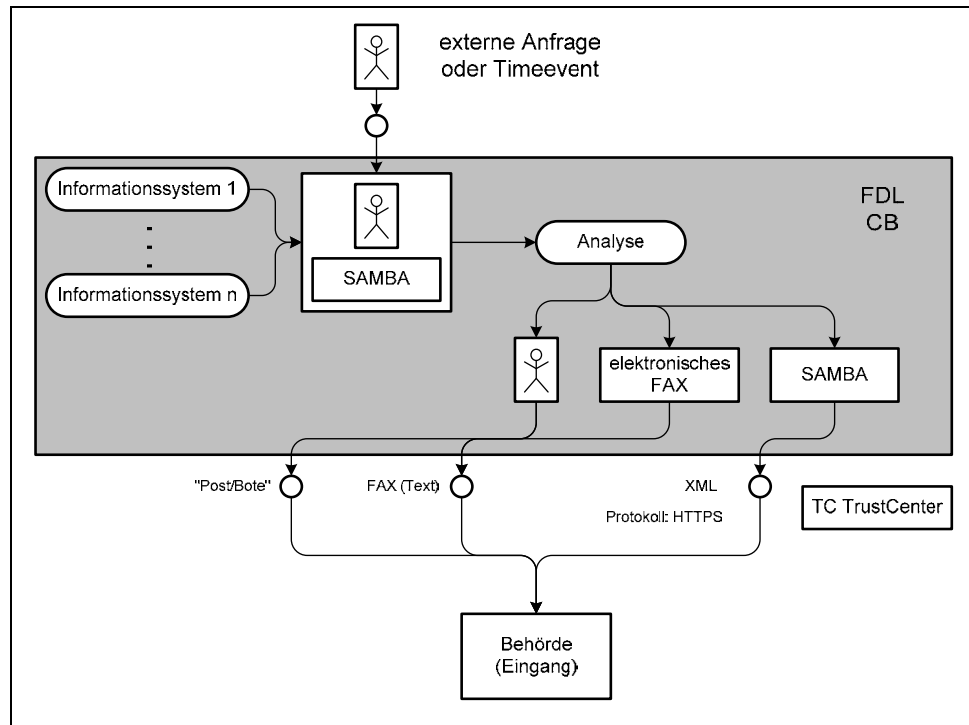 externe Anfrage
oder Timeevent
Informationssystem 1
Informationssystem n
SAMBA
Analyse
FDL
CB
elektronisches
FAX
SAMBA
"Post/Bote"
FAX (Text)
XML
Protokoll: HTTPS
TC TrustCenter
Behörde
(Eingang)